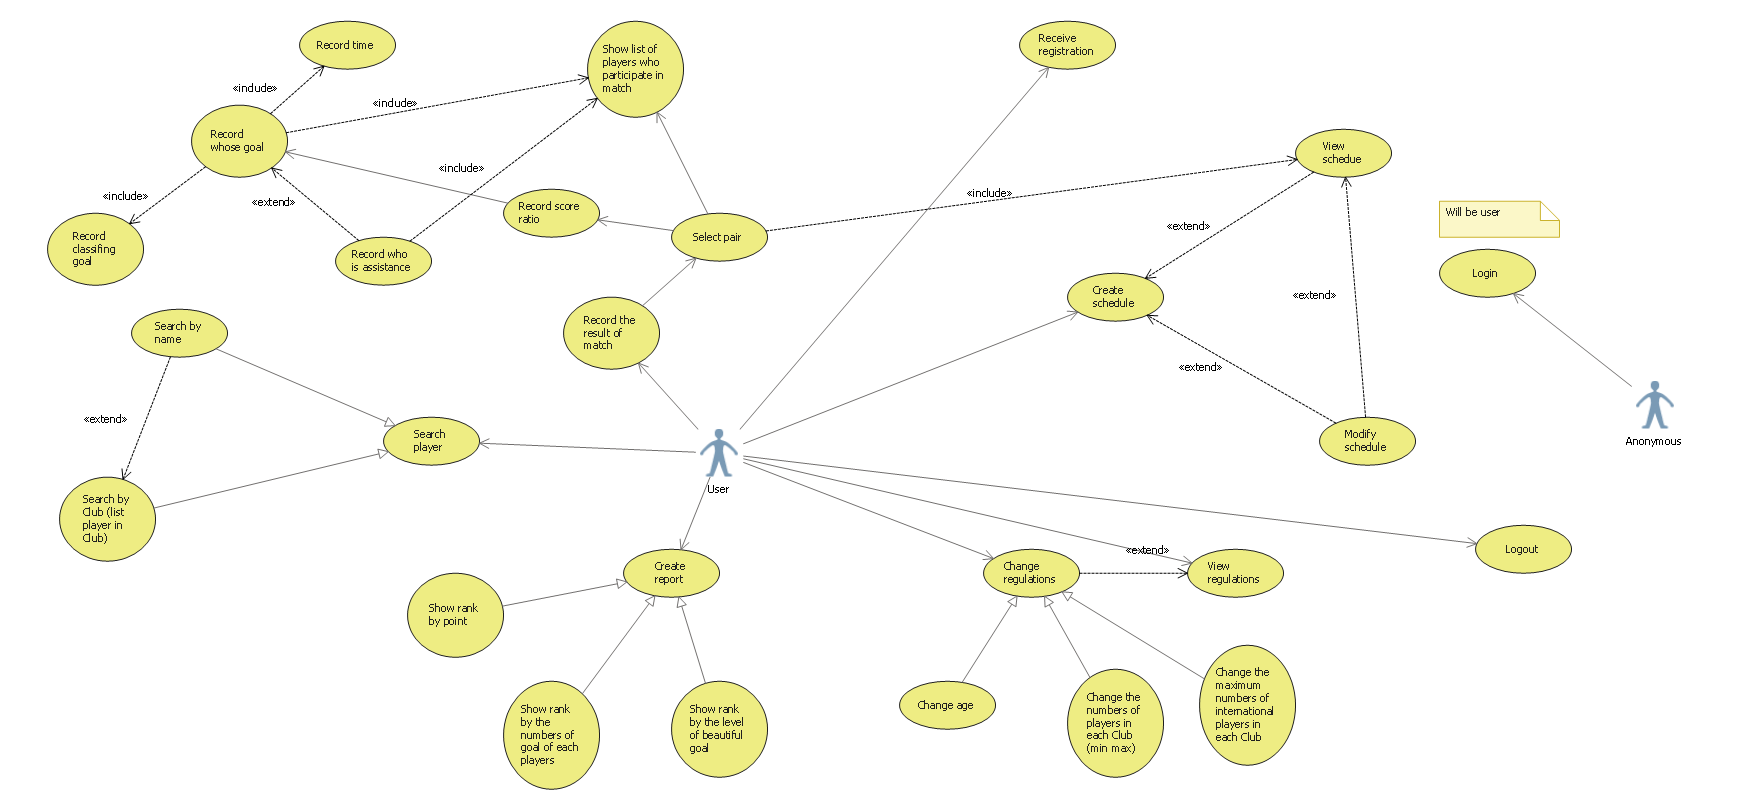 Record time
Show list of
players who
participate in
match
Receive
registration
«include»
«include»
Record
whose goal
View
schedue
«include»
«include»
«include»
«extend»
Record score
ratio
Will be user
«extend»
Record
classifing
goal
Record who
is assistance
Select pair
Login
Create
schedule
«extend»
Search by
name
Record the
result of
match
«extend»
«extend»
Search
player
Modify
schedule
Anonymous
User
Search by
Club (list
player in
Club)
«extend»
Logout
Create
report
Change
regulations
View
regulations
Show rank
by point
Change age
Show rank
by the
numbers of
goal of each
players
Show rank
by the level
of beautiful
goal
Change the
numbers of
players in
each Club
(min max)
Change the
maximum
numbers of
international
players in
each Club